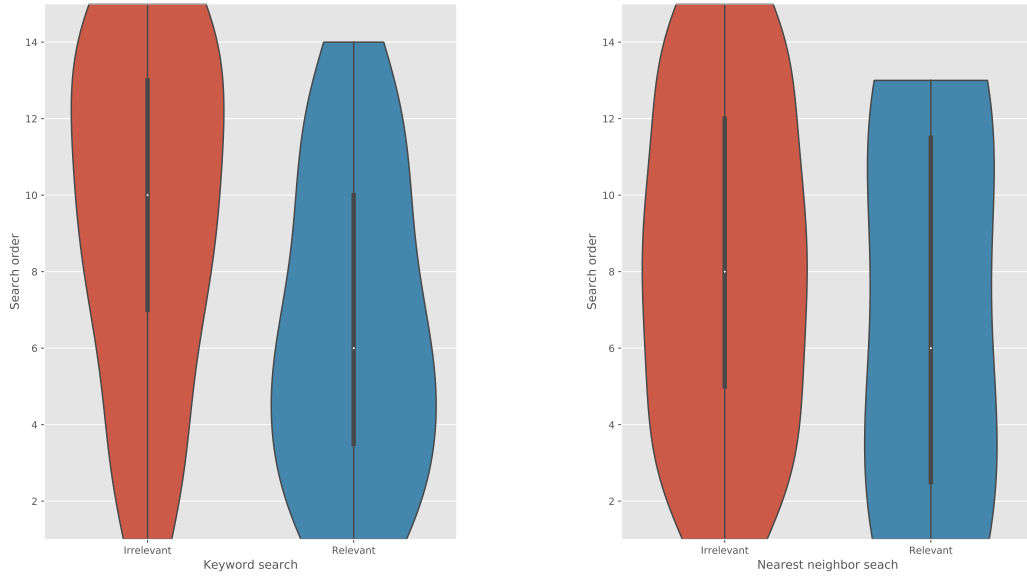 14
12
10
8
6
4
2
Search order
Irrelevant
Relevant
Keyword search
14
12
10
8
6
4
2
Search order
Irrelevant
Relevant
Nearest neighbor seach